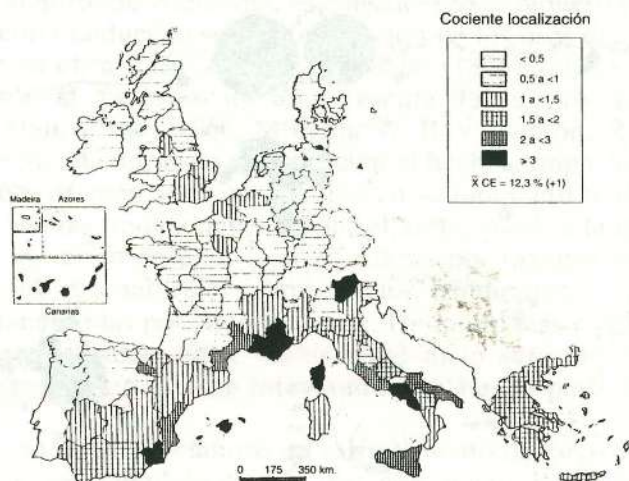 Cociente localización
< 0,5
0,5 a <1
1 a <1,5
1,5 a <2
2 a <3
≥ 3
X̄ CE = 12,3 % (+1)
Madeira Azores
Canarias
0 175 350 km.